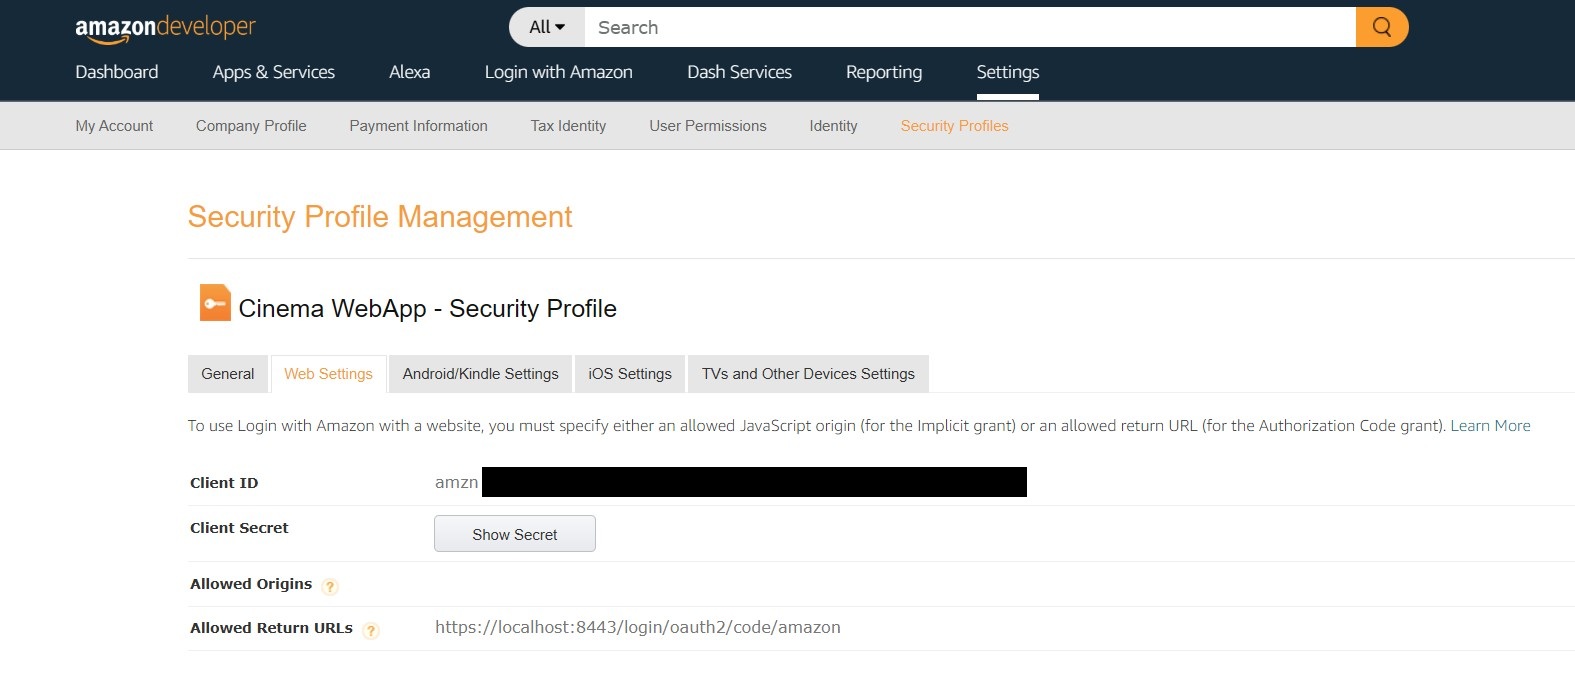 amazondeveloper
All Search
Dashboard Apps & Services Alexa Login with Amazon Dash Services Reporting Settings
My Account Company Profile Payment Information Tax Identity User Permissions Identity Security Profiles
Security Profile Management
Cinema WebApp - Security Profile
General Web Settings Android/Kindle Settings iOS Settings TVs and Other Devices Settings
To use Login with Amazon with a website, you must specify either an allowed JavaScript origin (for the Implicit grant) or an allowed return URL (for the Authorization Code grant). Learn More
Client ID amzn
Client Secret Show Secret
Allowed Origins ?
Allowed Return URLs ? https://localhost:8443/login/oauth2/code/amazon